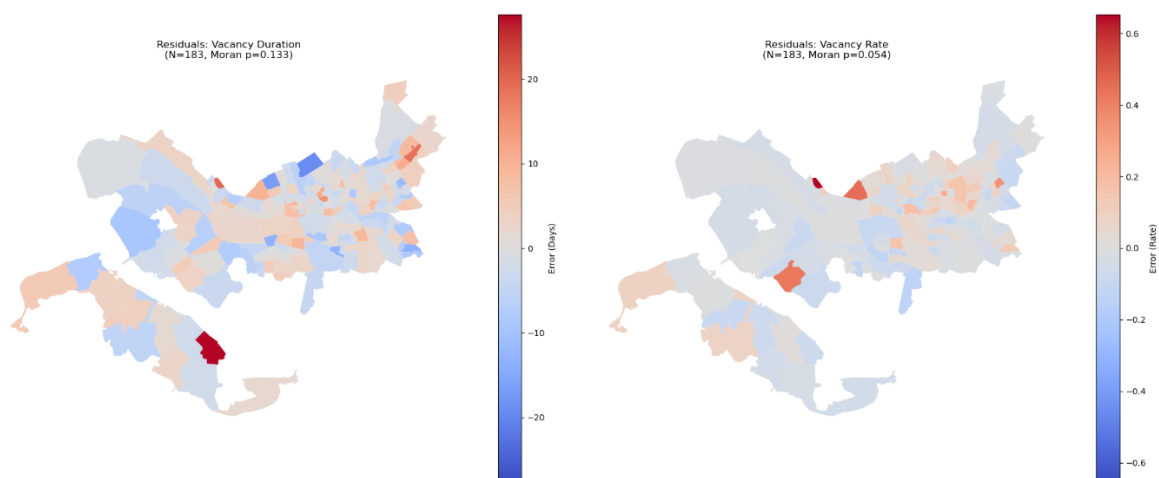 Residuals: Vacancy Duration
(N=183, Moran p=0.133)
20
10
0
−10
−20
Error (Days)
Residuals: Vacancy Rate
(N=183, Moran p=0.054)
0.6
0.4
0.2
0.0
−0.2
−0.4
−0.6
Error (Rate)